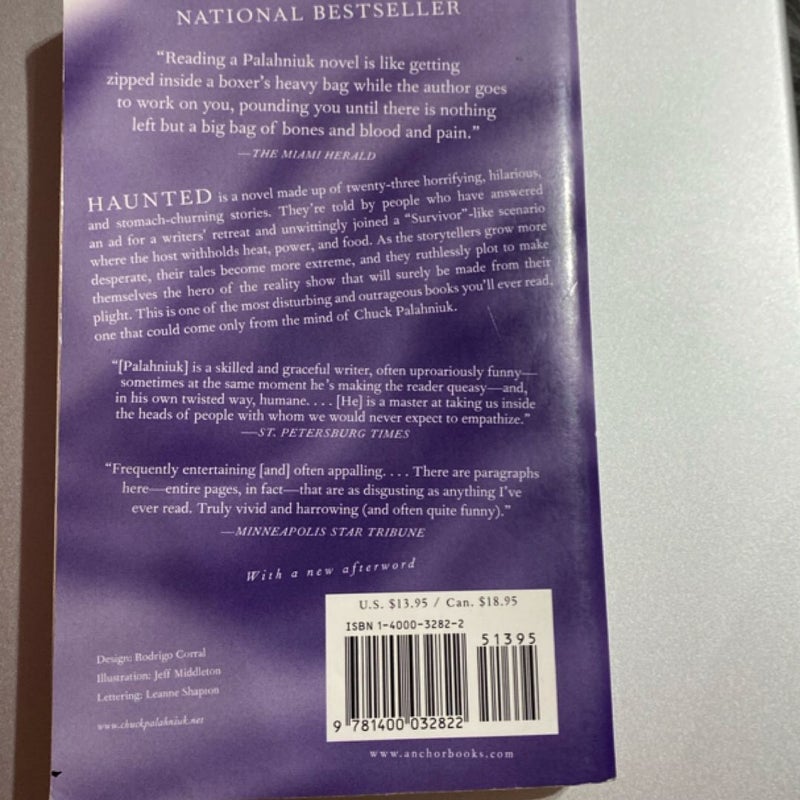 NATIONAL BESTSELLER
“Reading a Palahniuk novel is like getting
zipped inside a boxer’s heavy bag while the author goes
to work on you, pounding you until there is nothing
left but a big bag of bones and blood and pain.”
—THE MIAMI HERALD
HAUNTED is a novel made up of twenty-three horrifying, hilarious,
and stomach-churning stories. They’re told by people who have answered
an ad for a writers’ retreat and unwittingly joined a “Survivor”-like scenario
where the host withholds heat, power, and food. As the storytellers grow more
desperate, their tales become more extreme, and they ruthlessly plot to make
themselves the hero of the reality show that will surely be made from their
plight. This is one of the most disturbing and outrageous books you’ll ever read,
one that could come only from the mind of Chuck Palahniuk.
“[Palahniuk] is a skilled and graceful writer, often uproariously funny—
sometimes at the same moment he’s making the reader queasy—and,
in his own twisted way, humane. . . . [He] is a master at taking us inside
the heads of people with whom we would never expect to empathize.”
—ST. PETERSBURG TIMES
“Frequently entertaining [and] often appalling. . . . There are paragraphs
here—entire pages, in fact—that are as disgusting as anything I’ve
ever read. Truly vivid and harrowing (and often quite funny).”
—MINNEAPOLIS STAR TRIBUNE
With a new afterword
U.S. $13.95 / Can. $18.95
ISBN 1-4000-3282-2
51395
9 781400 032822
Design: Rodrigo Corral
Illustration: Jeff Middleton
Lettering: Leanne Shapton
www.chuckpalahniuk.net
www.anchorbooks.com